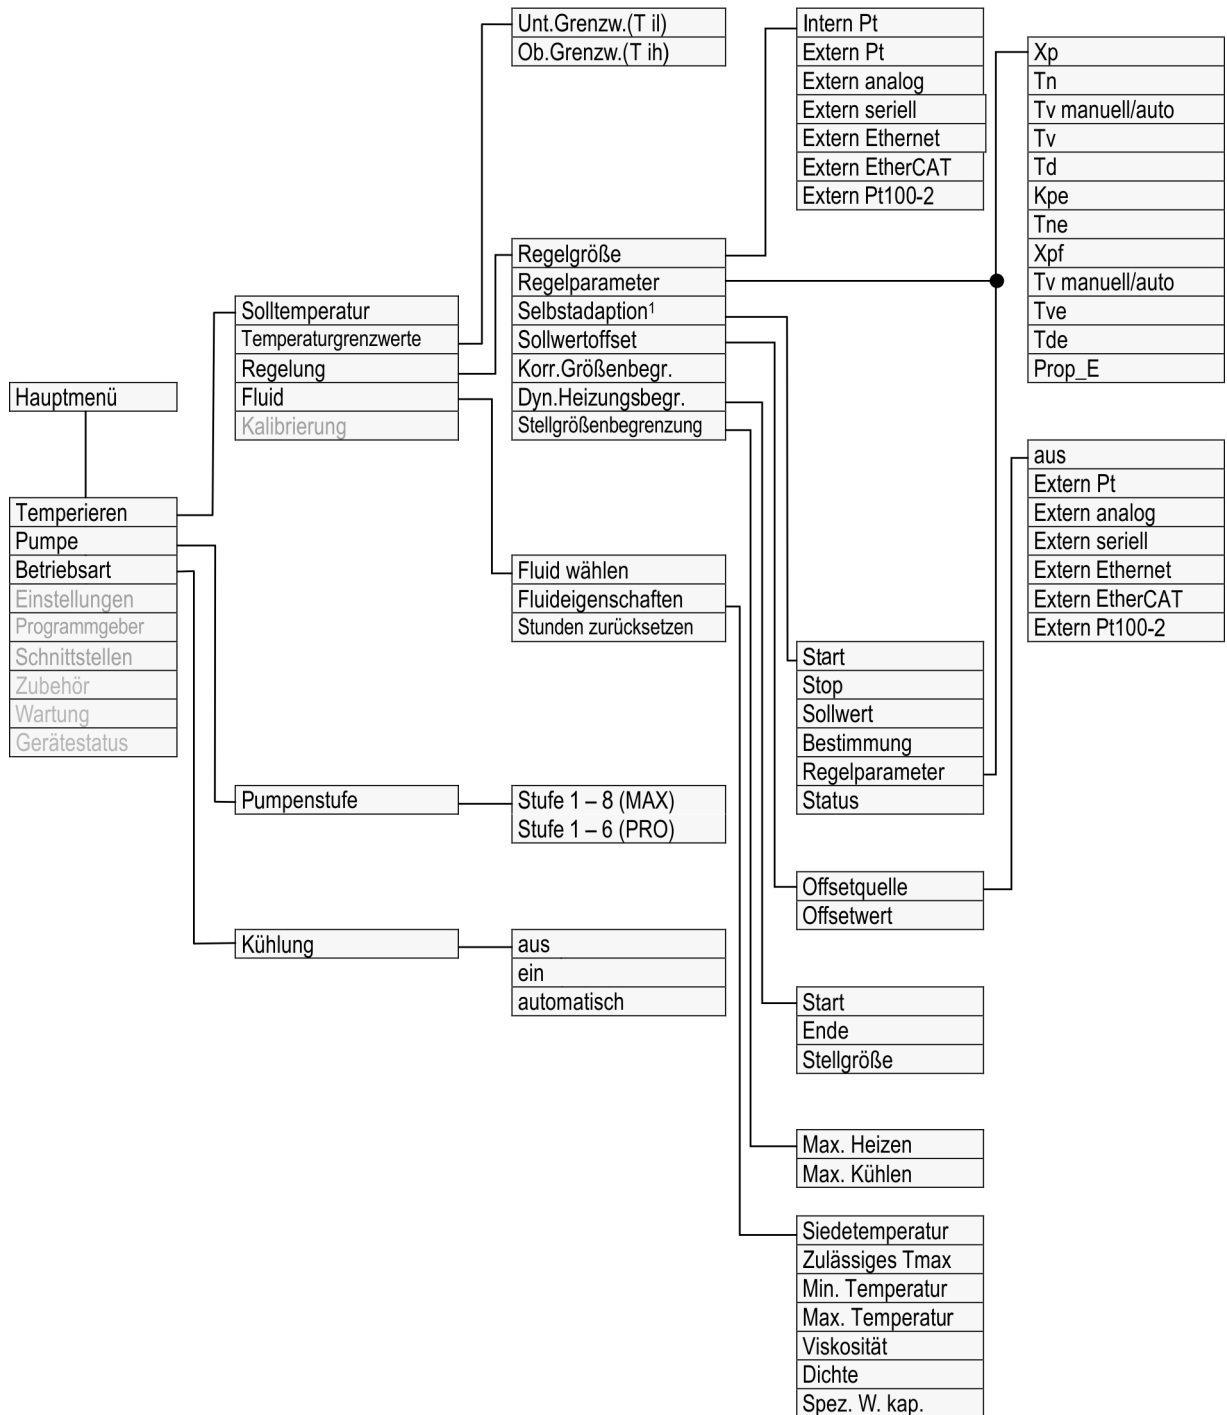 Hauptmenü
Temperieren
Pumpe
Betriebsart
Einstellungen
Programmgeber
Schnittstellen
Zubehör
Wartung
Gerätestatus
Solltemperatur
Temperaturgrenzwerte
Regelung
Fluid
Kalibrierung
Pumpenstufe
Kühlung
Unt.Grenzw.(T il)
Ob.Grenzw.(T ih)
Regelgröße
Regelparameter
Selbstadaption¹
Sollwertoffset
Korr.Größenbegr.
Dyn.Heizungsbegr.
Stellgrößenbegrenzung
Fluid wählen
Fluideigenschaften
Stunden zurücksetzen
Stufe 1 – 8 (MAX)
Stufe 1 – 6 (PRO)
aus
ein
automatisch
Intern Pt
Extern Pt
Extern analog
Extern seriell
Extern Ethernet
Extern EtherCAT
Extern Pt100-2
Start
Stop
Sollwert
Bestimmung
Regelparameter
Status
Offsetquelle
Offsetwert
Start
Ende
Stellgröße
Max. Heizen
Max. Kühlen
Siedetemperatur
Zulässiges Tmax
Min. Temperatur
Max. Temperatur
Viskosität
Dichte
Spez. W. kap.
Xp
Tn
Tv manuell/auto
Tv
Td
Kpe
Tne
Xpf
Tv manuell/auto
Tve
Tde
Prop_E
aus
Extern Pt
Extern analog
Extern seriell
Extern Ethernet
Extern EtherCAT
Extern Pt100-2